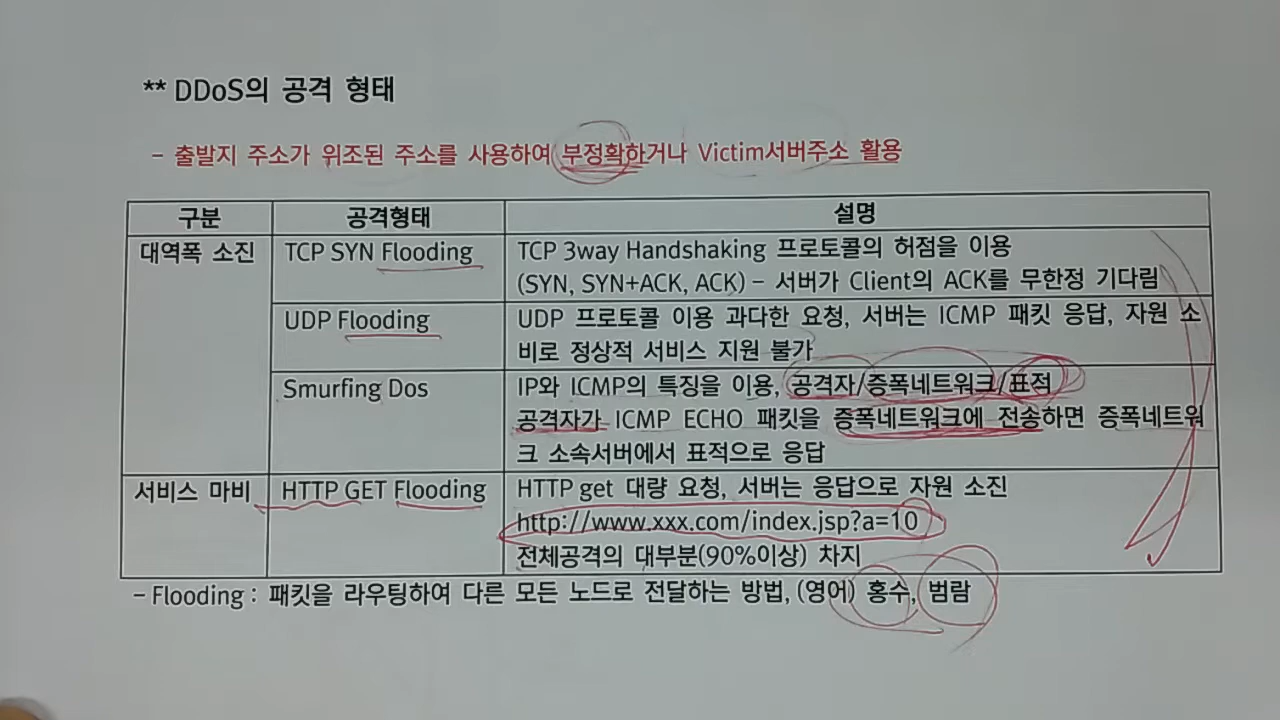 ** DDoS의 공격 형태
- 출발지 주소가 위조된 주소를 사용하여 부정확하거나 Victim서버주소 활용
구분 공격형태 설명
대역폭 소진 TCP SYN Flooding TCP 3way Handshaking 프로토콜의 허점을 이용
(SYN, SYN+ACK, ACK) - 서버가 Client의 ACK를 무한정 기다림
UDP Flooding UDP 프로토콜 이용 과다한 요청, 서버는 ICMP 패킷 응답, 자원 소
비로 정상적 서비스 지원 불가
Smurfing Dos IP와 ICMP의 특징을 이용, 공격자/증폭네트워크/표적
공격자가 ICMP ECHO 패킷을 증폭네트워크에 전송하면 증폭네트워
크 소속서버에서 표적으로 응답
서비스 마비 HTTP GET Flooding HTTP get 대량 요청, 서버는 응답으로 자원 소진
http://www.xxx.com/index.jsp?a=10
전체공격의 대부분(90%이상) 차지
- Flooding : 패킷을 라우팅하여 다른 모든 노드로 전달하는 방법, (영어) 홍수, 범람